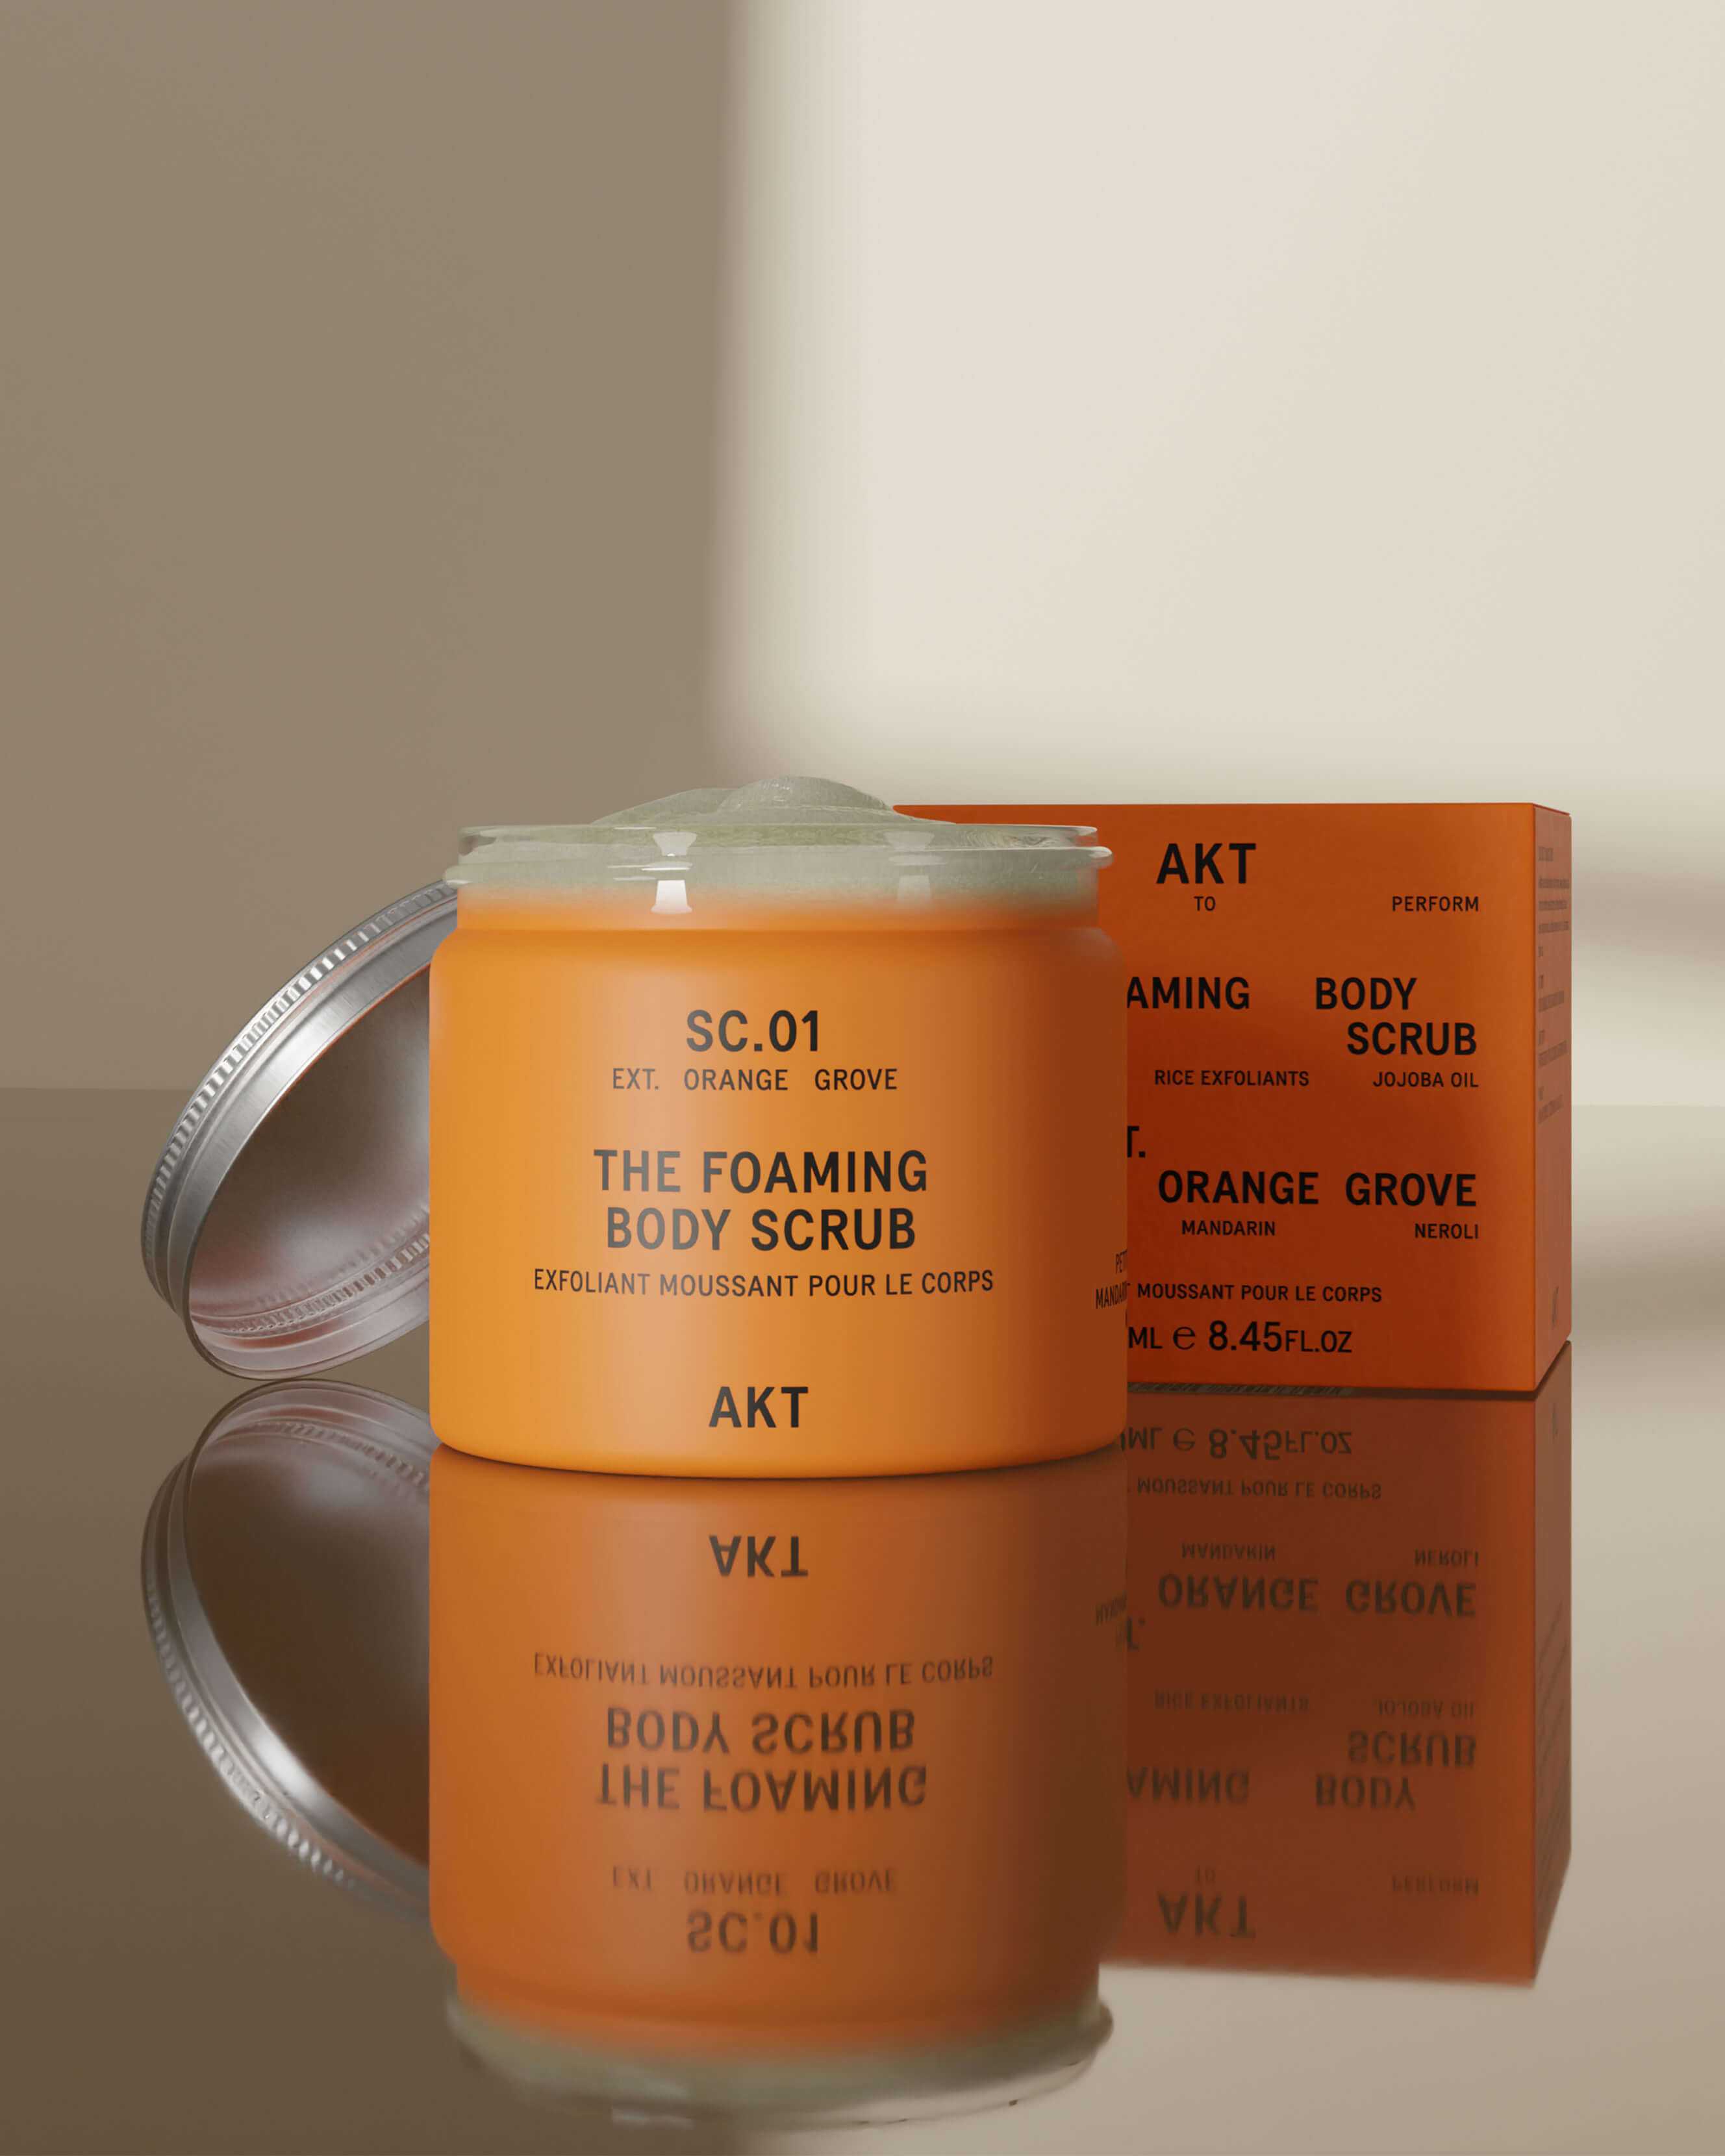 SC.01
EXT. ORANGE GROVE
THE FOAMING
BODY SCRUB
EXFOLIANT MOUSSANT POUR LE CORPS
AKT
AKT
TO PERFORM
AMING BODY
SCRUB
RICE EXFOLIANTS JOJOBA OIL
T.
ORANGE GROVE
MANDARIN NEROLI
MOUSSANT POUR LE CORPS
ML e 8.45FL.OZ